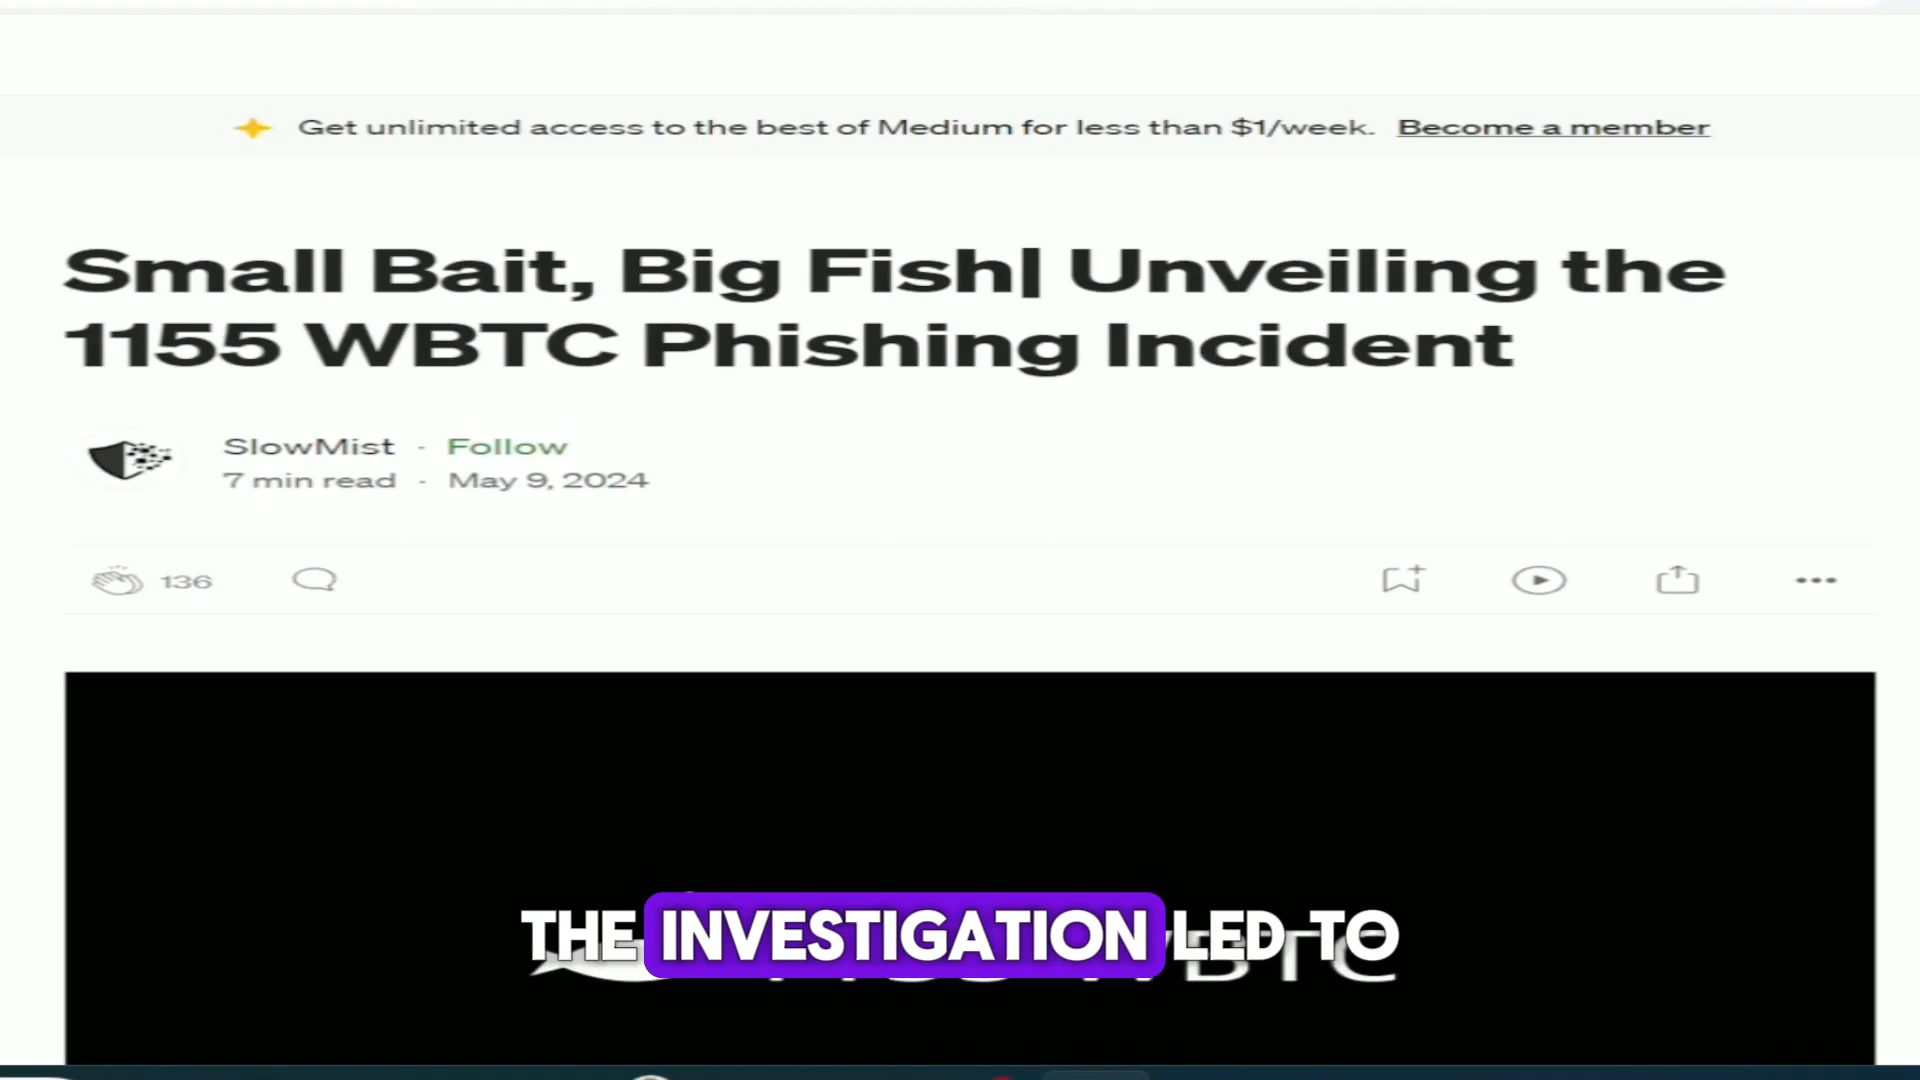 Get unlimited access to the best of Medium for less than $1/week. Become a member
Small Bait, Big Fish| Unveiling the
1155 WBTC Phishing Incident
SlowMist · Follow
7 min read · May 9, 2024
136
THE INVESTIGATION LED TO
WBTC